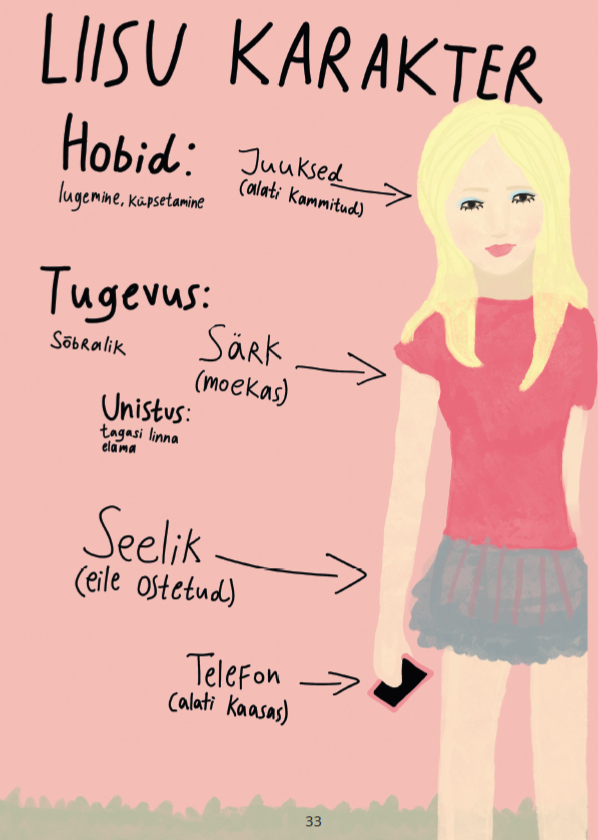 LIISU KARAKTER
Hobid:
lugemine, küpsetamine
Juuksed
(alati kammitud)
Tugevus:
Sõbralik
Särk
(moekas)
Unistus:
tagasi linna
elama
Seelik
(eile ostetud)
Telefon
(alati kaasas)
33